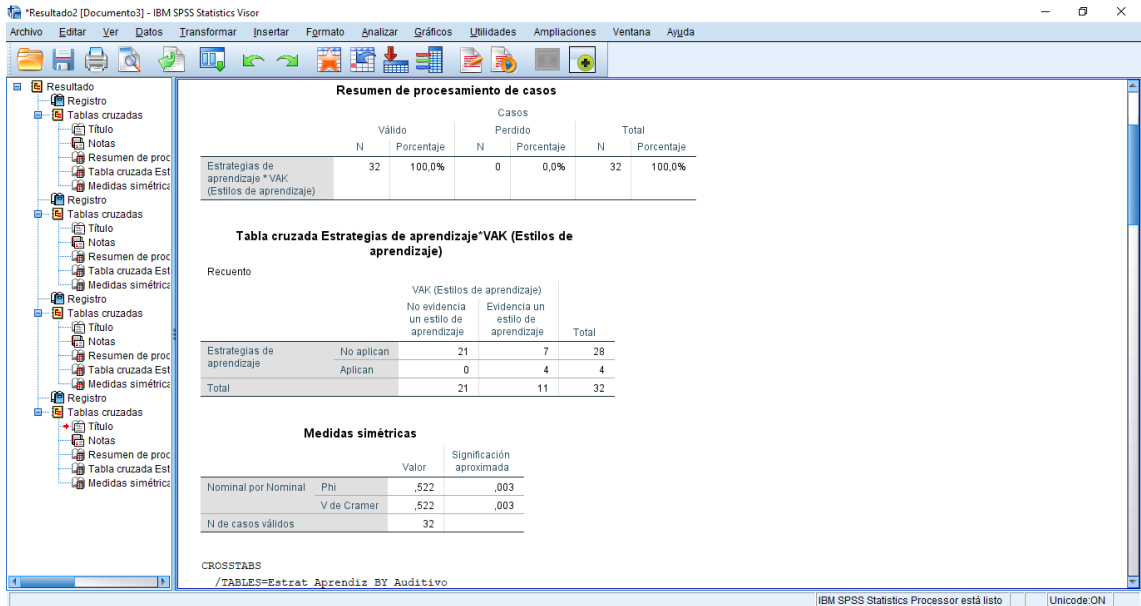 *Resultado2 [Documento3] - IBM SPSS Statistics Visor
Archivo Editar Ver Datos Transformar Insertar Formato Analizar Gráficos Utilidades Ampliaciones Ventana Ayuda
Resultado
Registro
Tablas cruzadas
Título
Notas
Resumen de proc
Tabla cruzada Est
Medidas simétrica
Registro
Tablas cruzadas
Título
Notas
Resumen de proc
Tabla cruzada Est
Medidas simétrica
Registro
Tablas cruzadas
Título
Notas
Resumen de proc
Tabla cruzada Est
Medidas simétrica
Registro
Tablas cruzadas
Título
Notas
Resumen de proc
Tabla cruzada Est
Medidas simétrica
Resumen de procesamiento de casos
Casos
Válido Perdido Total
N Porcentaje N Porcentaje N Porcentaje
Estrategias de 32 100,0% 0 0,0% 32 100,0%
aprendizaje * VAK
(Estilos de aprendizaje)
Tabla cruzada Estrategias de aprendizaje*VAK (Estilos de
aprendizaje)
Recuento
VAK (Estilos de aprendizaje)
No evidencia Evidencia un
un estilo de estilo de
aprendizaje aprendizaje Total
Estrategias de No aplican 21 7 28
aprendizaje
Aplican 0 4 4
Total 21 11 32
Medidas simétricas
Significación
Valor aproximada
Nominal por Nominal Phi ,522 ,003
V de Cramer ,522 ,003
N de casos válidos 32
CROSSTABS
/TABLES=Estrat_Aprendiz BY Auditivo
IBM SPSS Statistics Processor está listo Unicode:ON